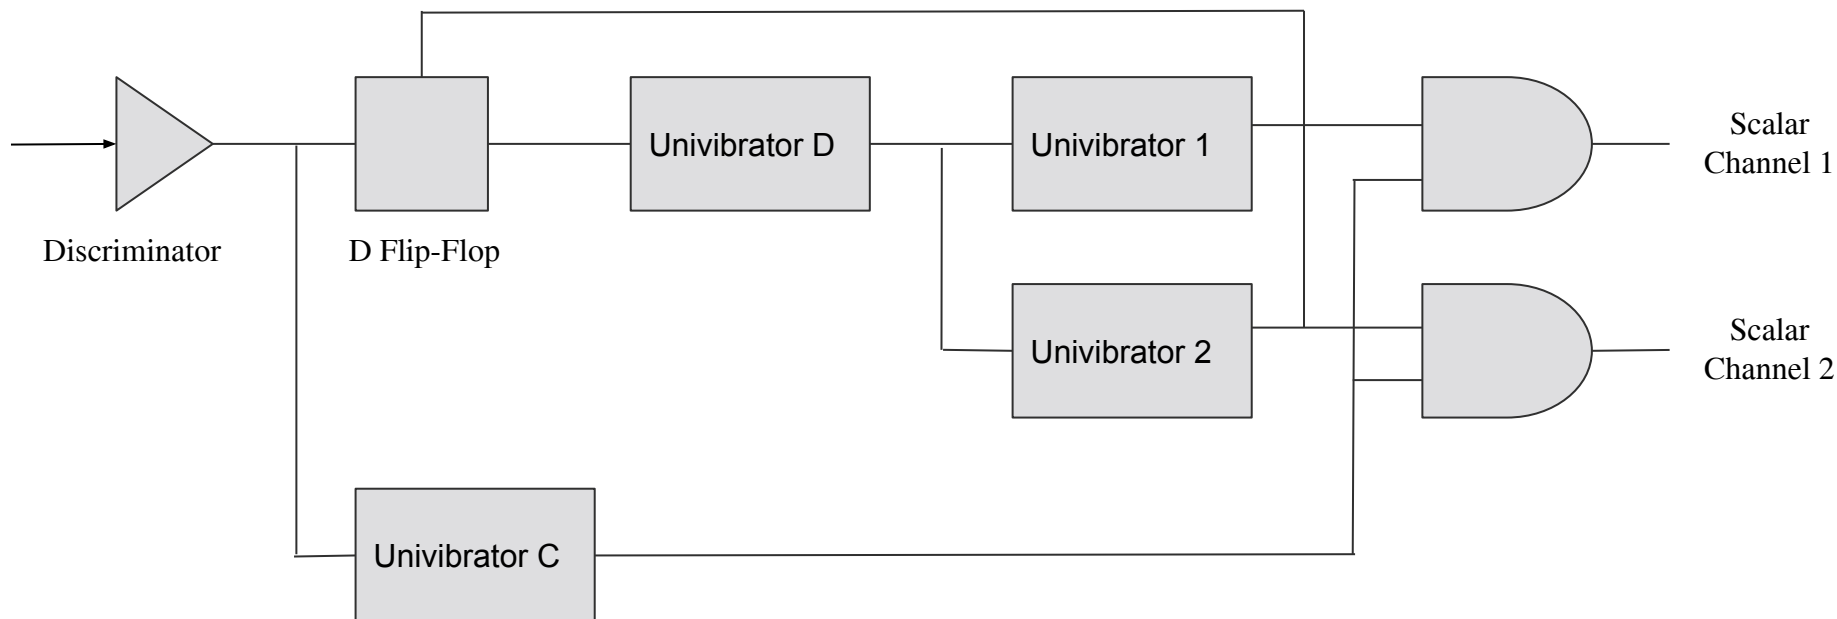 Univibrator D
Univibrator 1
Scalar
Channel 1
Discriminator
D Flip-Flop
Univibrator 2
Scalar
Channel 2
Univibrator C